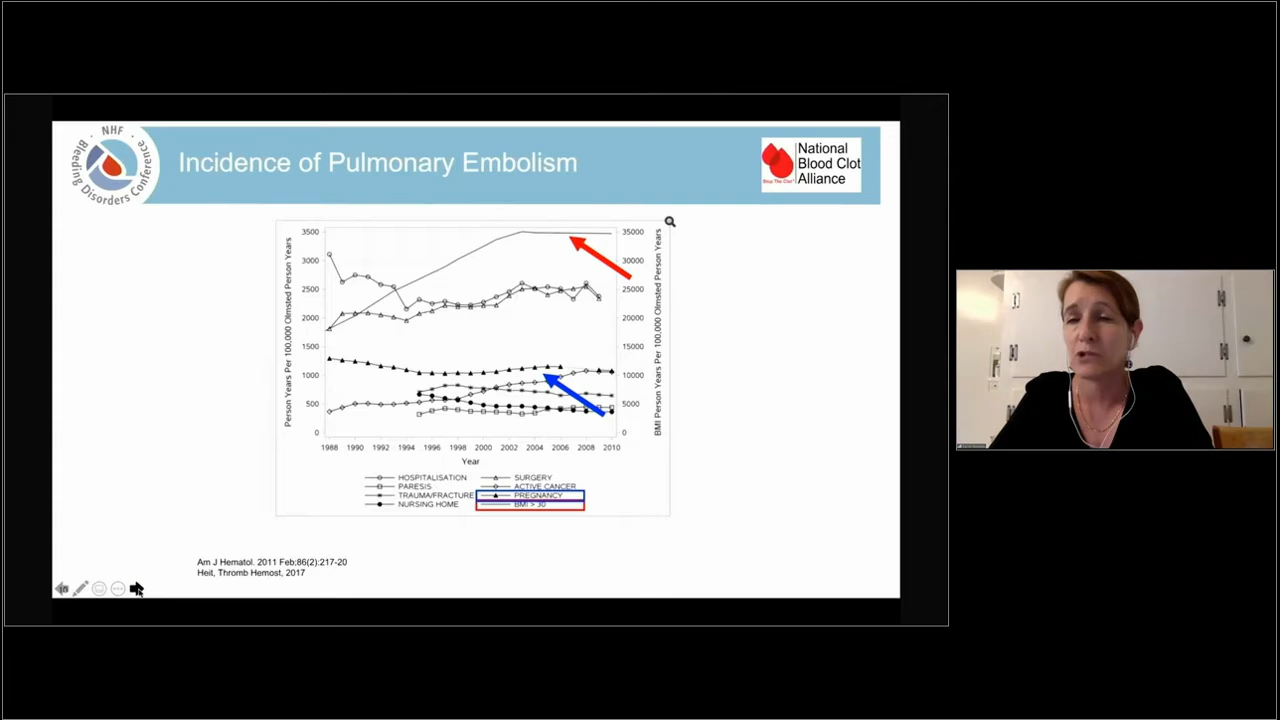 NHF
Bleeding Disorders Conference
Incidence of Pulmonary Embolism
National
Blood Clot
Alliance
Stop The Clot
Person Years Per 100,000 Olmsted Person Years
3500
3000
2500
2000
1500
1000
500
0
35000
30000
25000
20000
15000
10000
5000
0
BMI Person Years Per 100,000 Olmsted Person Years
1988 1990 1992 1994 1996 1998 2000 2002 2004 2006 2008 2010
Year
HOSPITALISATION SURGERY
PARESIS ACTIVE CANCER
TRAUMA/FRACTURE PREGNANCY
NURSING HOME BMI > 30
Am J Hematol. 2011 Feb;86(2):217-20
Heit, Thromb Hemost, 2017